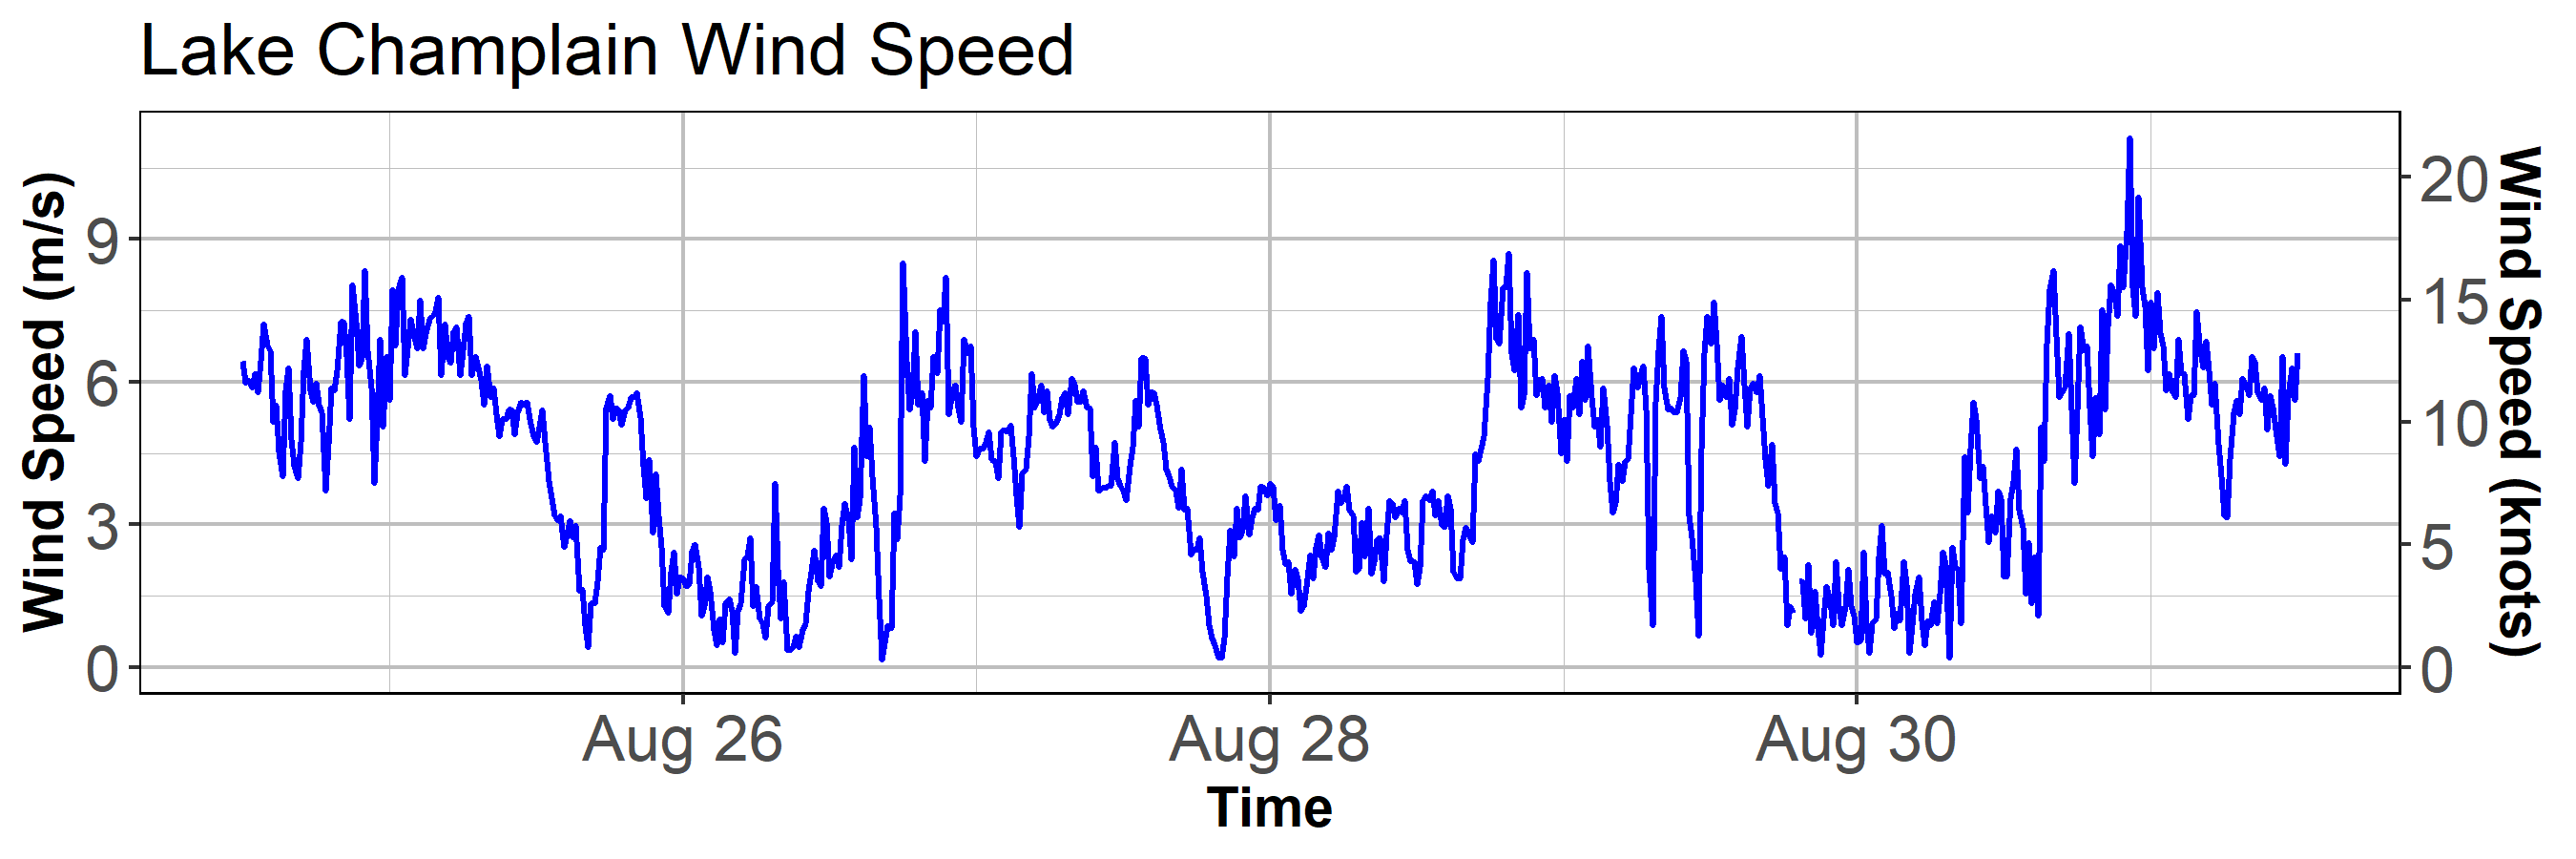 Lake Champlain Wind Speed
Wind Speed (m/s)
9
6
3
0
20
15
10
5
0
Wind Speed (knots)
Aug 26
Aug 28
Aug 30
Time